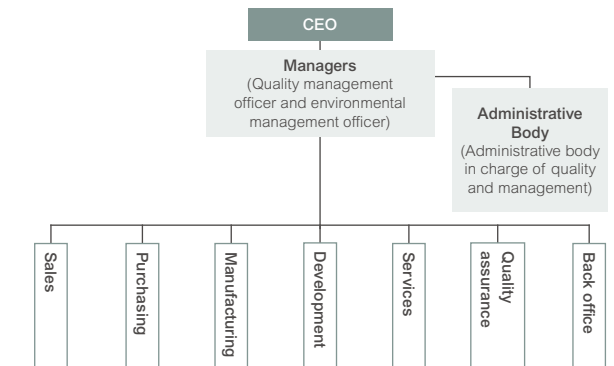 CEO
Managers
(Quality management
officer and environmental
management officer)
Administrative
Body
(Administrative body
in charge of quality
and management)
Sales
Purchasing
Manufacturing
Development
Services
Quality
assurance
Back office